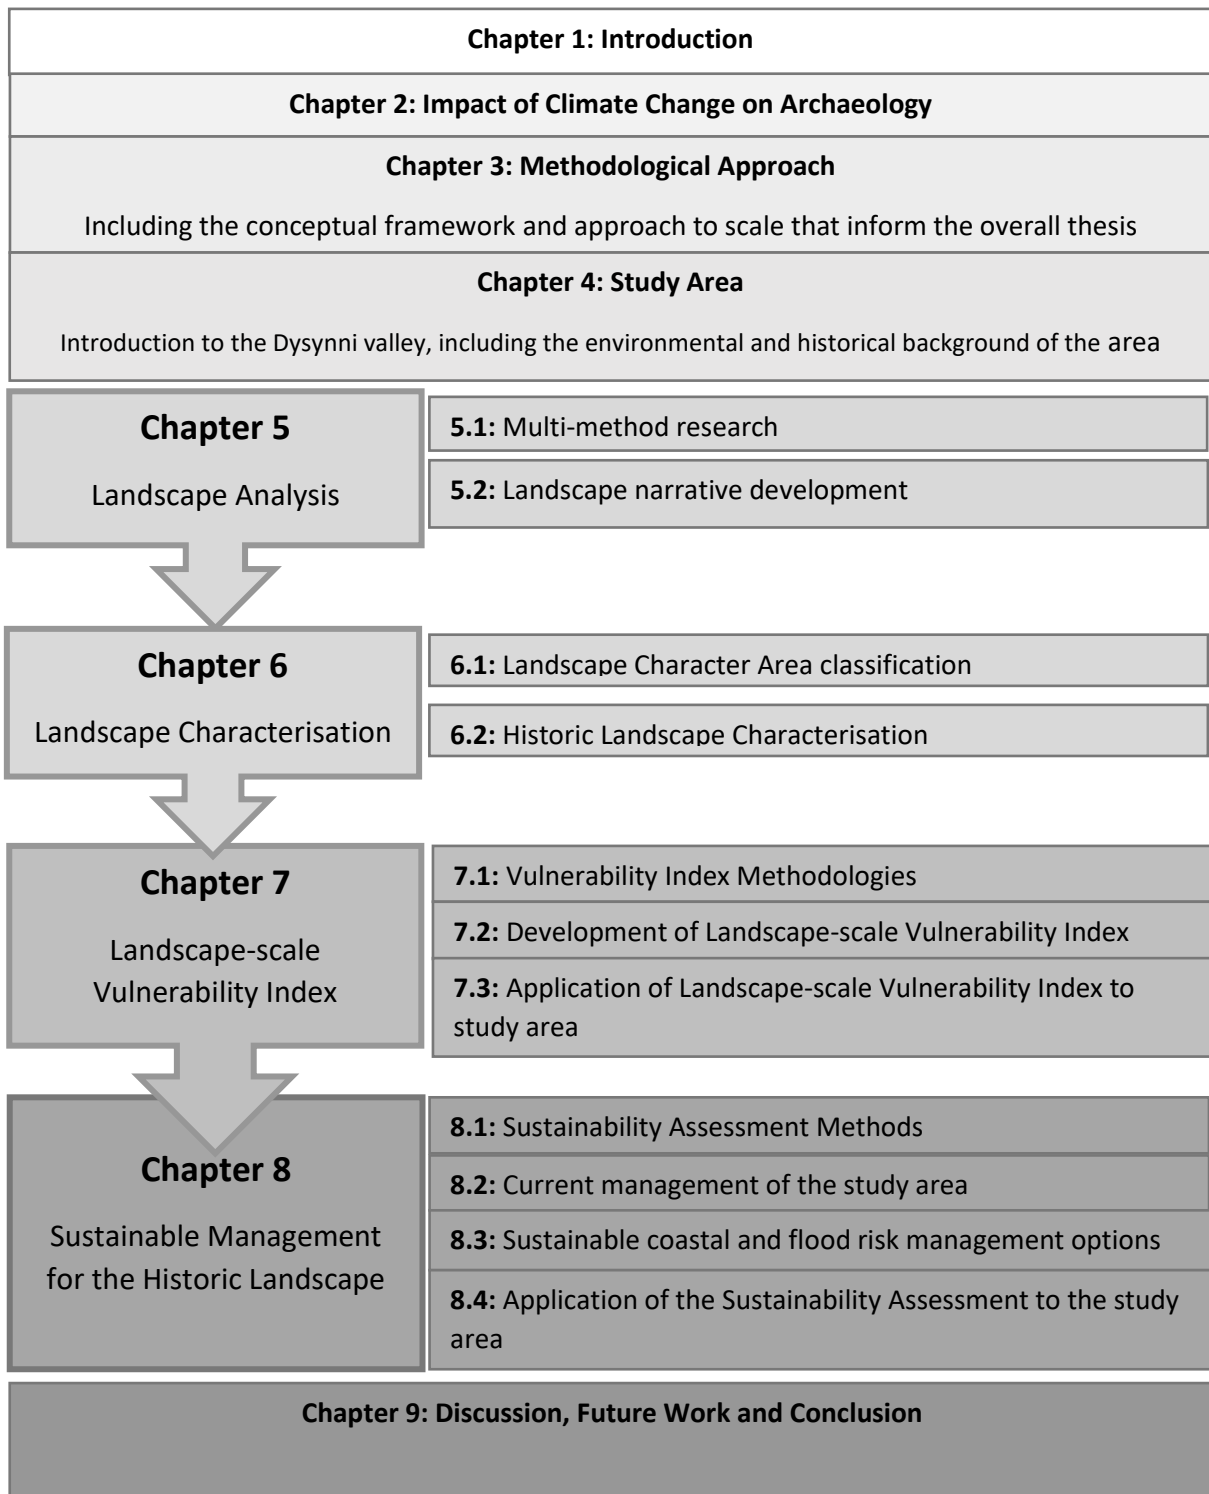 Chapter 1: Introduction
Chapter 2: Impact of Climate Change on Archaeology
Chapter 3: Methodological Approach
Including the conceptual framework and approach to scale that inform the overall thesis
Chapter 4: Study Area
Introduction to the Dysynni valley, including the environmental and historical background of the area
Chapter 5
Landscape Analysis
5.1: Multi-method research
5.2: Landscape narrative development
Chapter 6
Landscape Characterisation
6.1: Landscape Character Area classification
6.2: Historic Landscape Characterisation
Chapter 7
Landscape-scale
Vulnerability Index
7.1: Vulnerability Index Methodologies
7.2: Development of Landscape-scale Vulnerability Index
7.3: Application of Landscape-scale Vulnerability Index to
study area
Chapter 8
Sustainable Management
for the Historic Landscape
8.1: Sustainability Assessment Methods
8.2: Current management of the study area
8.3: Sustainable coastal and flood risk management options
8.4: Application of the Sustainability Assessment to the study
area
Chapter 9: Discussion, Future Work and Conclusion